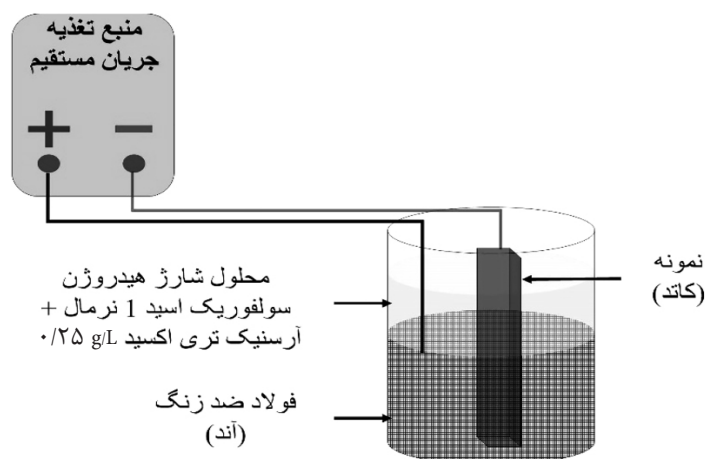 منبع تغذیه
جریان مستقیم
+ −
محلول شارژ هیدروژن
سولفوریک اسید 1 نرمال +
آرسنیک تری اکسید ۰/۲۵ g/L
نمونه
(کاتد)
فولاد ضد زنگ
(آند)